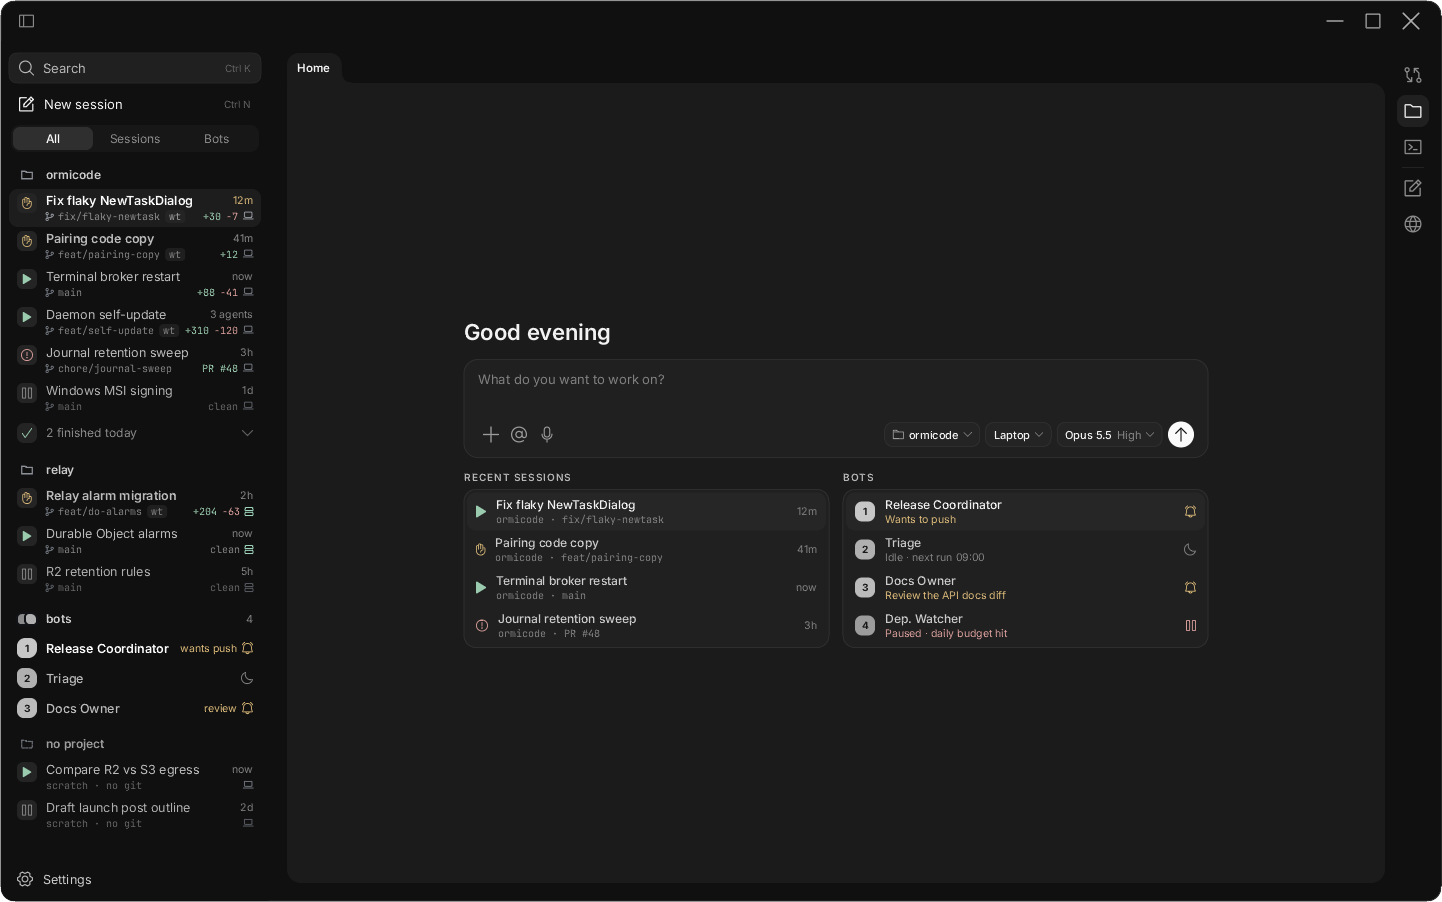 Search Ctrl K
New session Ctrl N
All Sessions Bots
ormicode
Fix flaky NewTaskDialog 12m
fix/flaky-newtask wt +30 -7
Pairing code copy 41m
feat/pairing-copy wt +12
Terminal broker restart now
main +88 -41
Daemon self-update 3 agents
feat/self-update wt +310 -120
Journal retention sweep 3h
chore/journal-sweep PR #48
Windows MSI signing 1d
main clean
2 finished today
relay
Relay alarm migration 2h
feat/do-alarms wt +204 -63
Durable Object alarms now
main clean
R2 retention rules 5h
main clean
bots 4
1 Release Coordinator wants push
2 Triage
3 Docs Owner review
no project
Compare R2 vs S3 egress now
scratch · no git
Draft launch post outline 2d
scratch · no git
Settings
Home
Good evening
What do you want to work on?
@ ormicode Laptop Opus 5.5 High
RECENT SESSIONS
Fix flaky NewTaskDialog 12m
ormicode · fix/flaky-newtask
Pairing code copy 41m
ormicode · feat/pairing-copy
Terminal broker restart now
ormicode · main
Journal retention sweep 3h
ormicode · PR #48
BOTS
1 Release Coordinator
Wants to push
2 Triage
Idle · next run 09:00
3 Docs Owner
Review the API docs diff
4 Dep. Watcher
Paused · daily budget hit